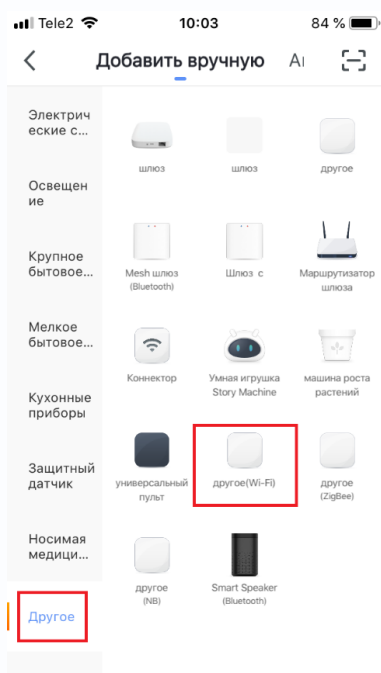 Tele2 10:03 84 %
Добавить вручную Аı
Электрич
еские с...
Освещен
ие
Крупное
бытовое...
Мелкое
бытовое...
Кухонные
приборы
Защитный
датчик
Носимая
медици...
Другое
шлюз шлюз другое
Mesh шлюз
(Bluetooth)
Шлюз с
Маршрутизатор
шлюза
Коннектор
Умная игрушка
Story Machine
машина роста
растений
универсальный
пульт
другое(Wi-Fi)
другое
(ZigBee)
другое
(NB)
Smart Speaker
(Bluetooth)